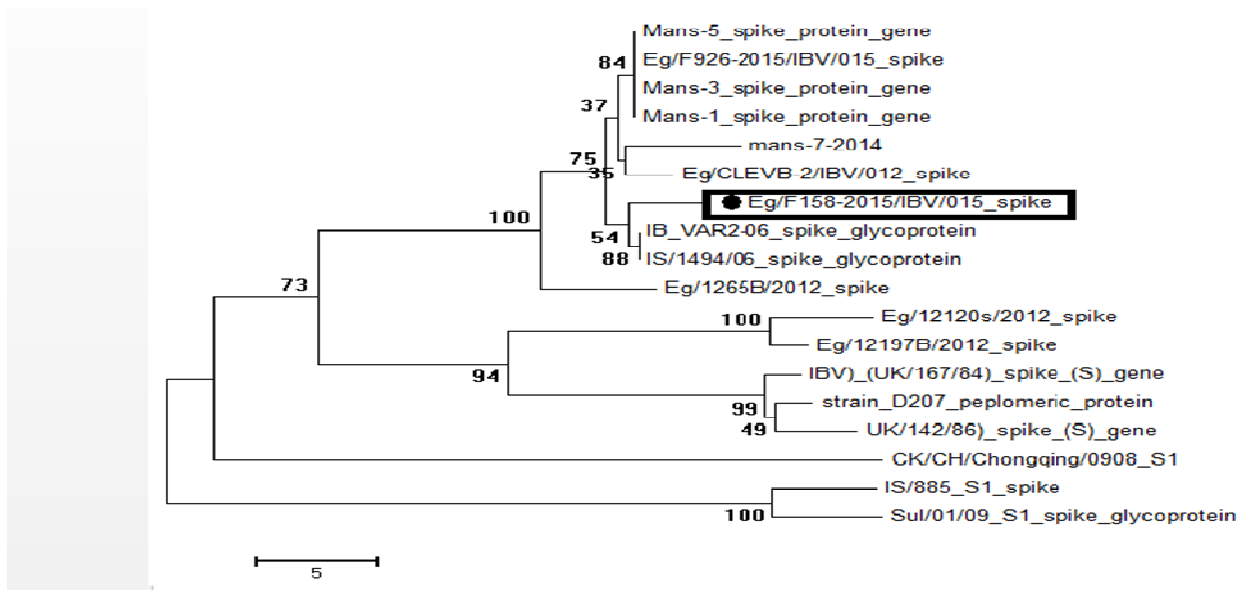 Mans-5_spike_protein_gene
84
Eg/F926-2015/IBV/015_spike
Mans-3_spike_protein_gene
37
Mans-1_spike_protein_gene
mans-7-2014
75
35
Eg/CLEVB-2/IBV/012_spike
Eg/F158-2015/IBV/015_spike
100
IB_VAR2-06_spike_glycoprotein
54
88
IS/1494/06_spike_glycoprotein
73
Eg/1265B/2012_spike
100
Eg/12120s/2012_spike
Eg/12197B/2012_spike
94
IBV)_(UK/167/84)_spike_(S)_gene
strain_D207_peplomeric_protein
99
49
UK/142/86)_spike_(S)_gene
CK/CH/Chongqing/0908_S1
IS/885_S1_spike
100
Sul/01/09_S1_spike_glycoprotein
5